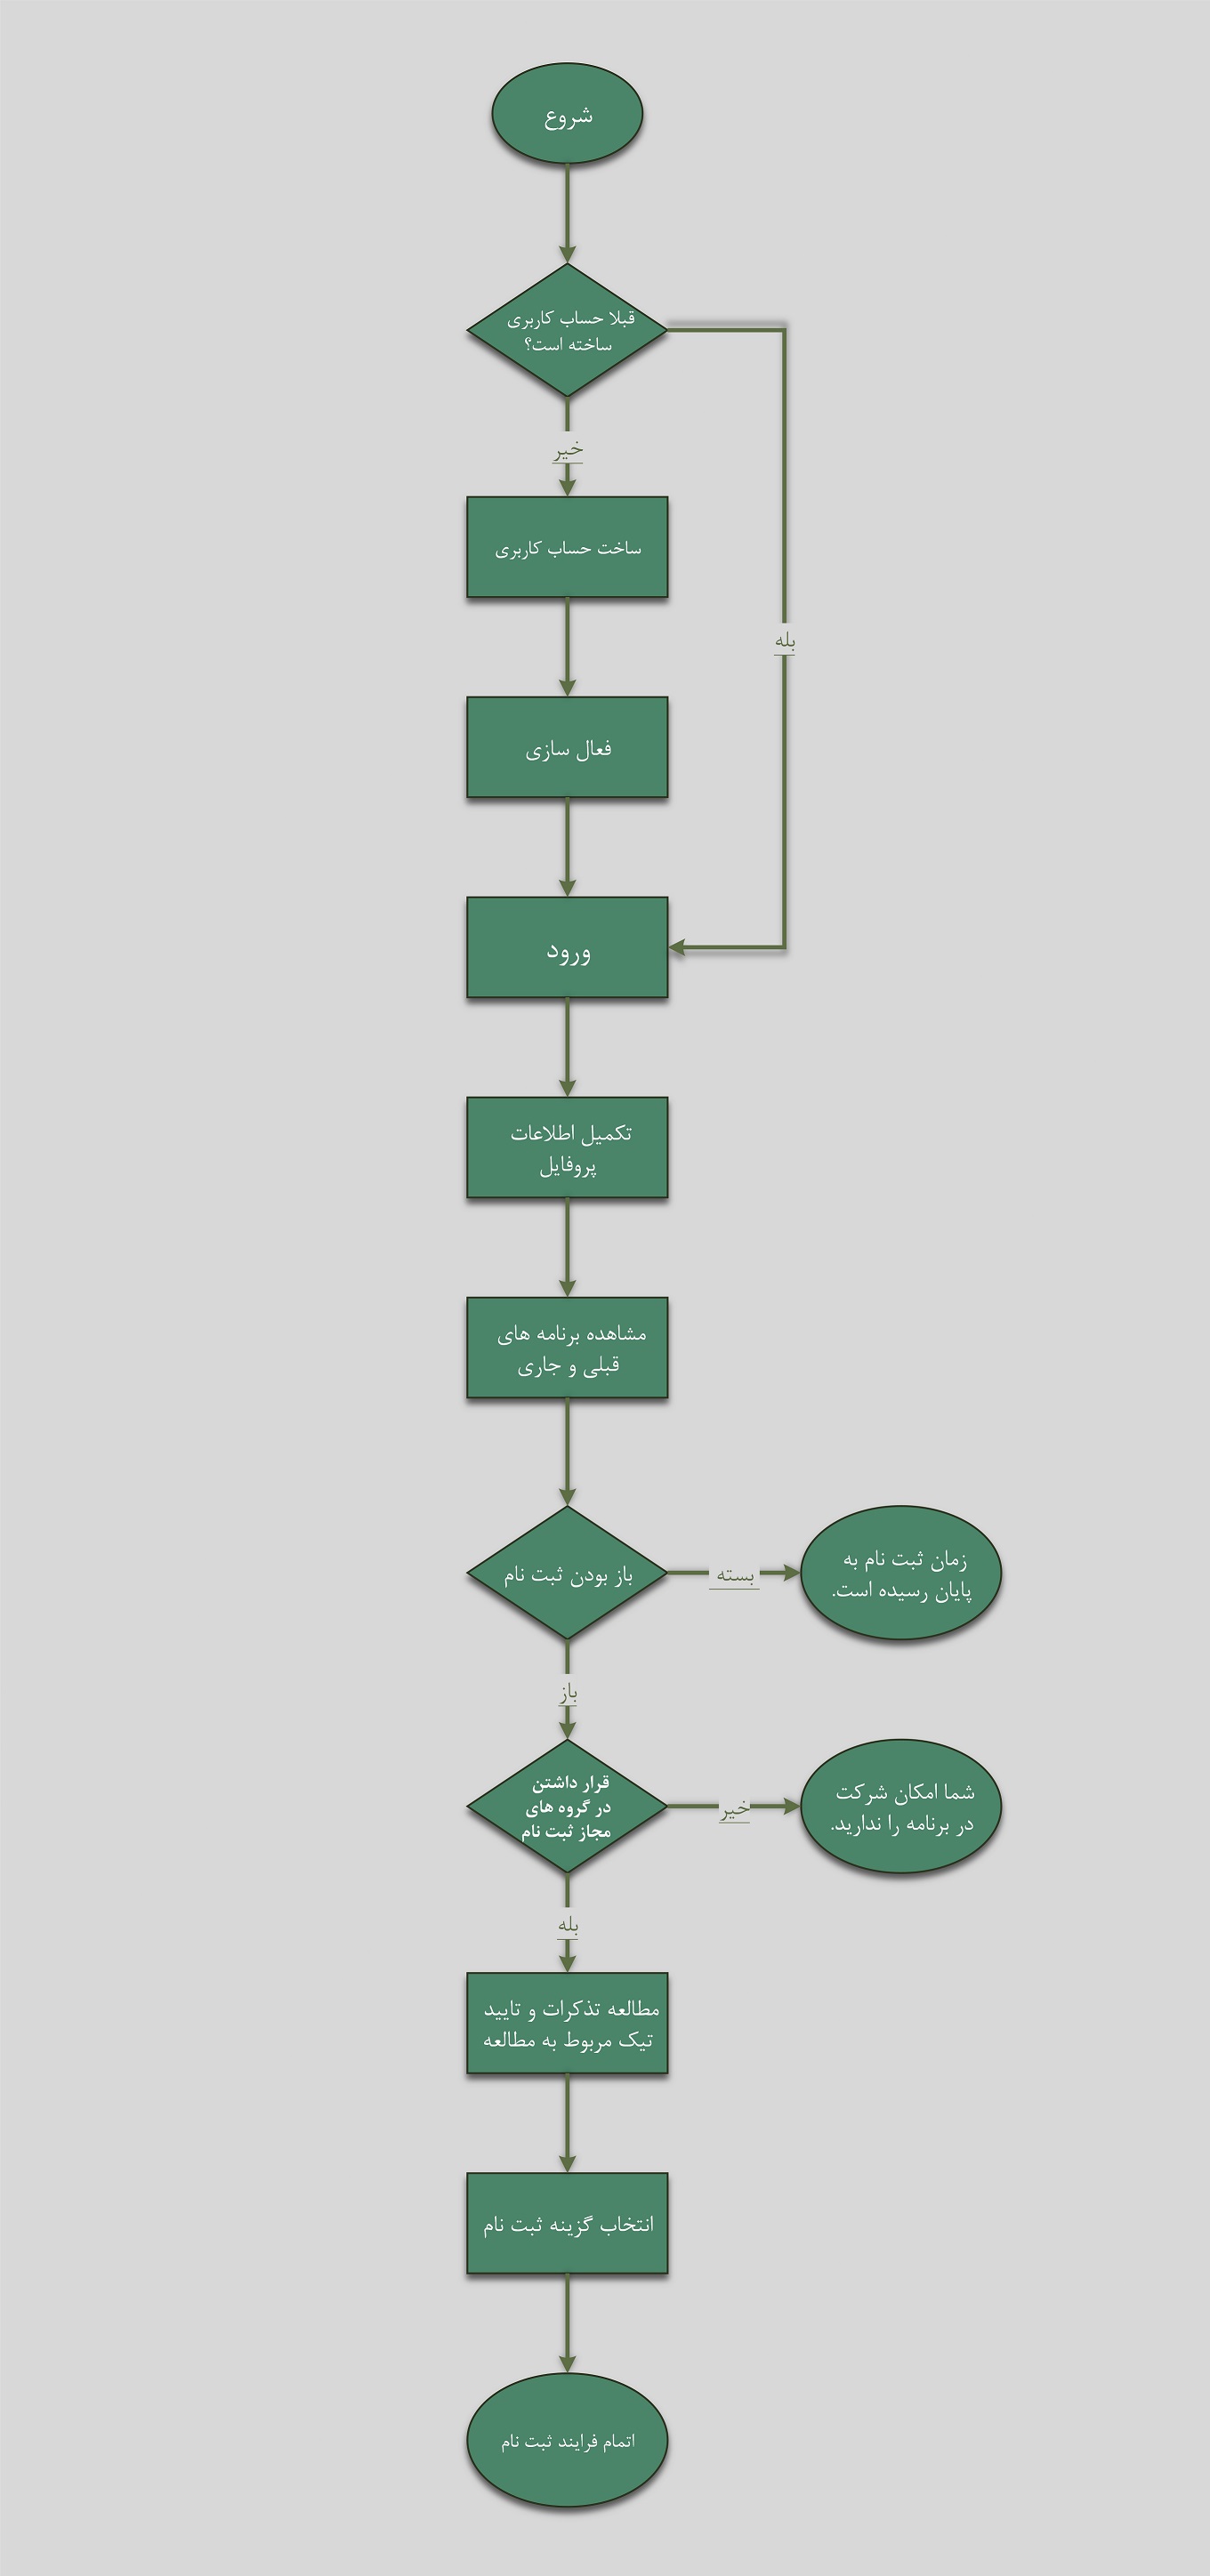 شروع
قبلا حساب کاربری
ساخته است؟
خیر
ساخت حساب کاربری
بله
فعال سازی
ورود
تکمیل اطلاعات
پروفایل
مشاهده برنامه های
قبلی و جاری
باز بودن ثبت نام
بسته
زمان ثبت نام به
پایان رسیده است.
باز
قرار داشتن
در گروه های
مجاز ثبت نام
خیر
شما امکان شرکت
در برنامه را ندارید.
بله
مطالعه تذکرات و تایید
تیک مربوط به مطالعه
انتخاب گزینه ثبت نام
اتمام فرایند ثبت نام